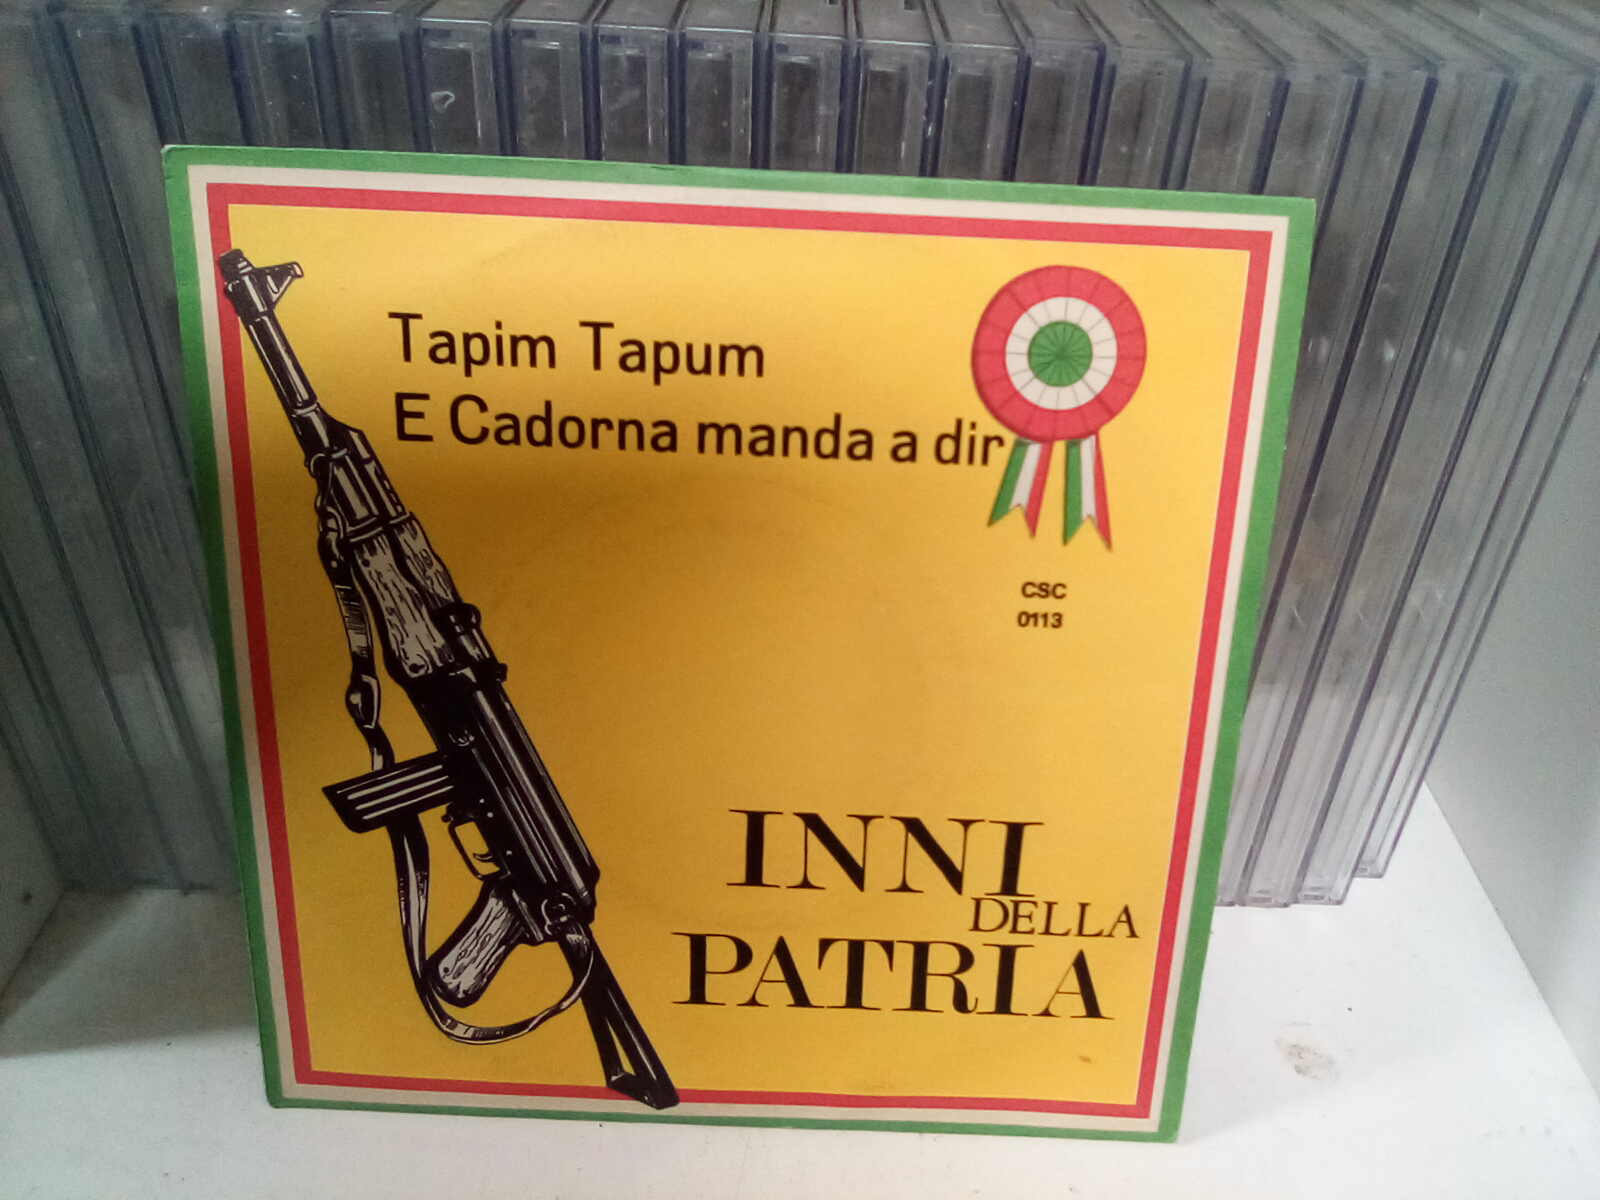 Tapim Tapum
E Cadorna manda a dir
CSC
0113
INNI
DELLA
PATRIA